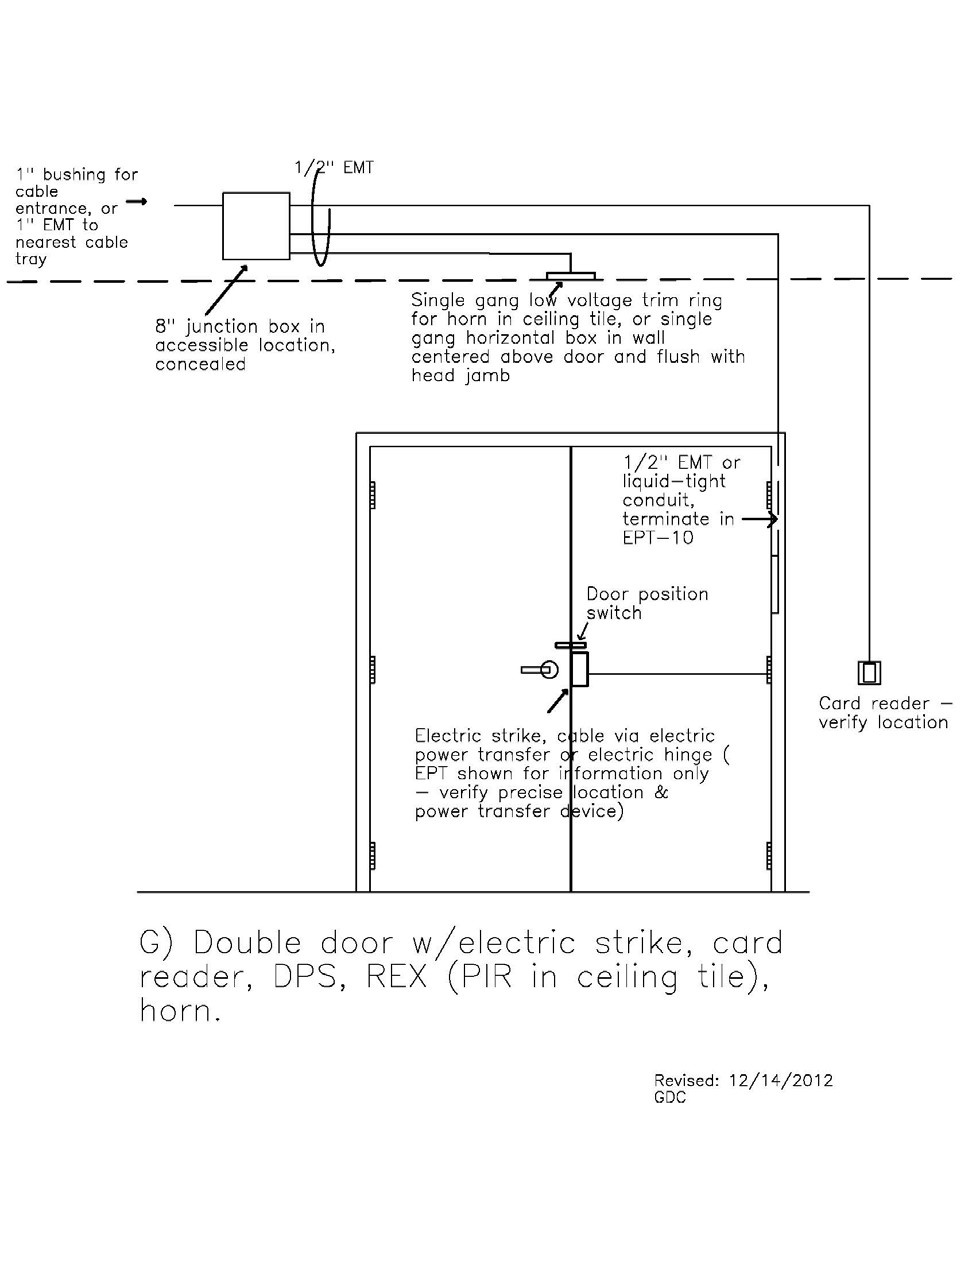 1/2" EMT
1" bushing for
cable
entrance, or
1" EMT to
nearest cable
tray
8" junction box in
accessible location,
concealed
Single gang low voltage trim ring
for horn in ceiling tile, or single
gang horizontal box in wall
centered above door and flush with
head jamb
1/2" EMT or
liquid-tight
conduit,
terminate in
EPT-10
Door position
switch
Card reader -
verify location
Electric strike, cable via electric
power transfer or electric hinge (
EPT shown for information only
- verify precise location &
power transfer device)
G) Double door w/electric strike, card
reader, DPS, REX (PIR in ceiling tile),
horn.
Revised: 12/14/2012
GDC